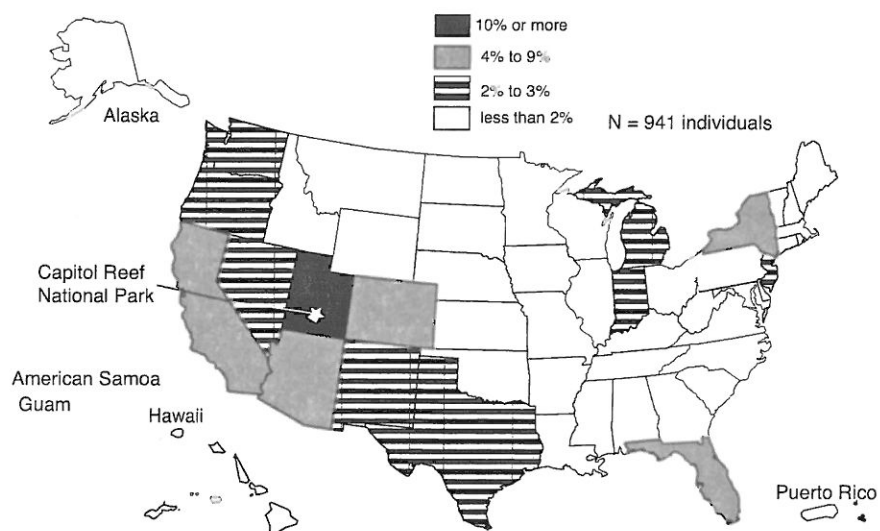 10% or more
4% to 9%
2% to 3%
less than 2%
N = 941 individuals
Alaska
Capitol Reef
National Park
American Samoa
Guam
Hawaii
Puerto Rico